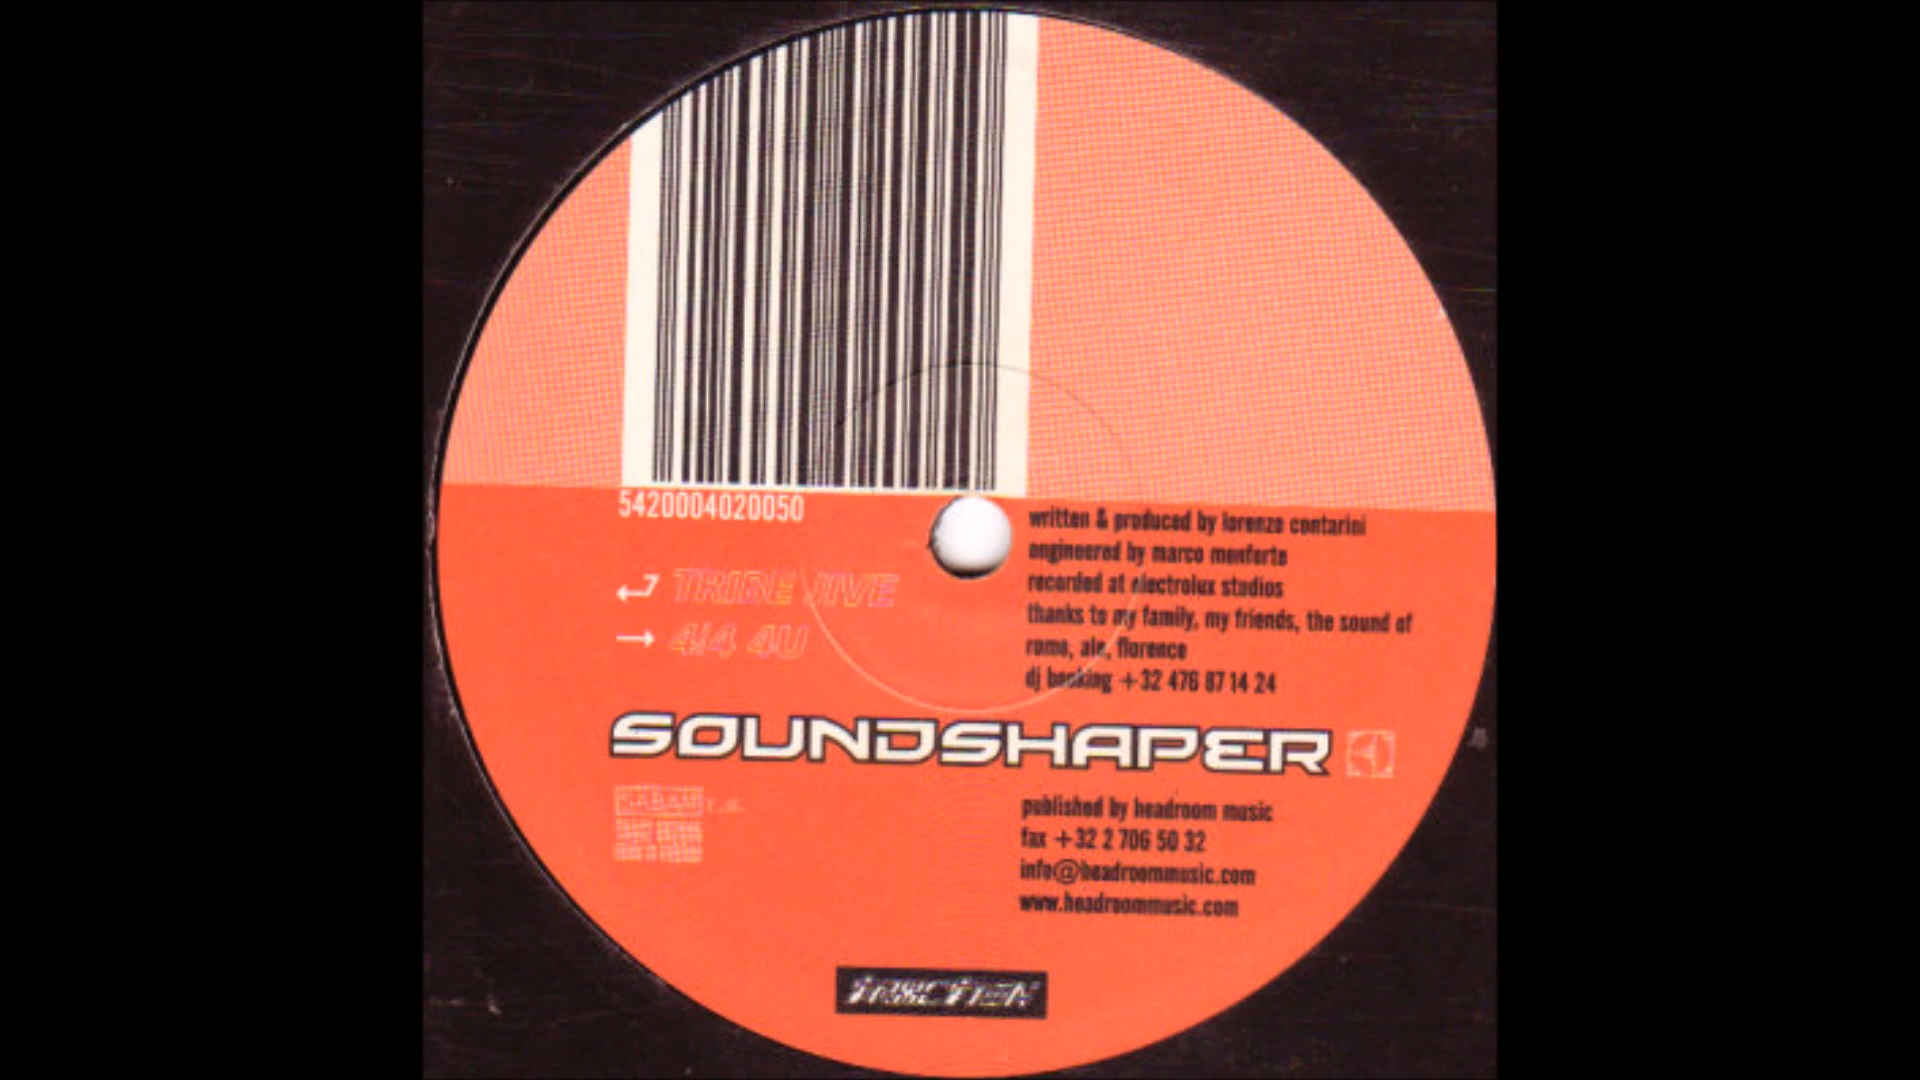 5420004020050
TRIBE JIVE
4/4 4U
written & produced by lorenzo contarini
engineered by marco monforte
recorded at electrolux studios
thanks to my family, my friends, the sound of
rome, ale, florence
dj booking +32 476 87 14 24
SOUNDSHAPER
SABAM
published by headroom music
fax +32 2 706 50 32
info@headroommusic.com
www.headroommusic.com